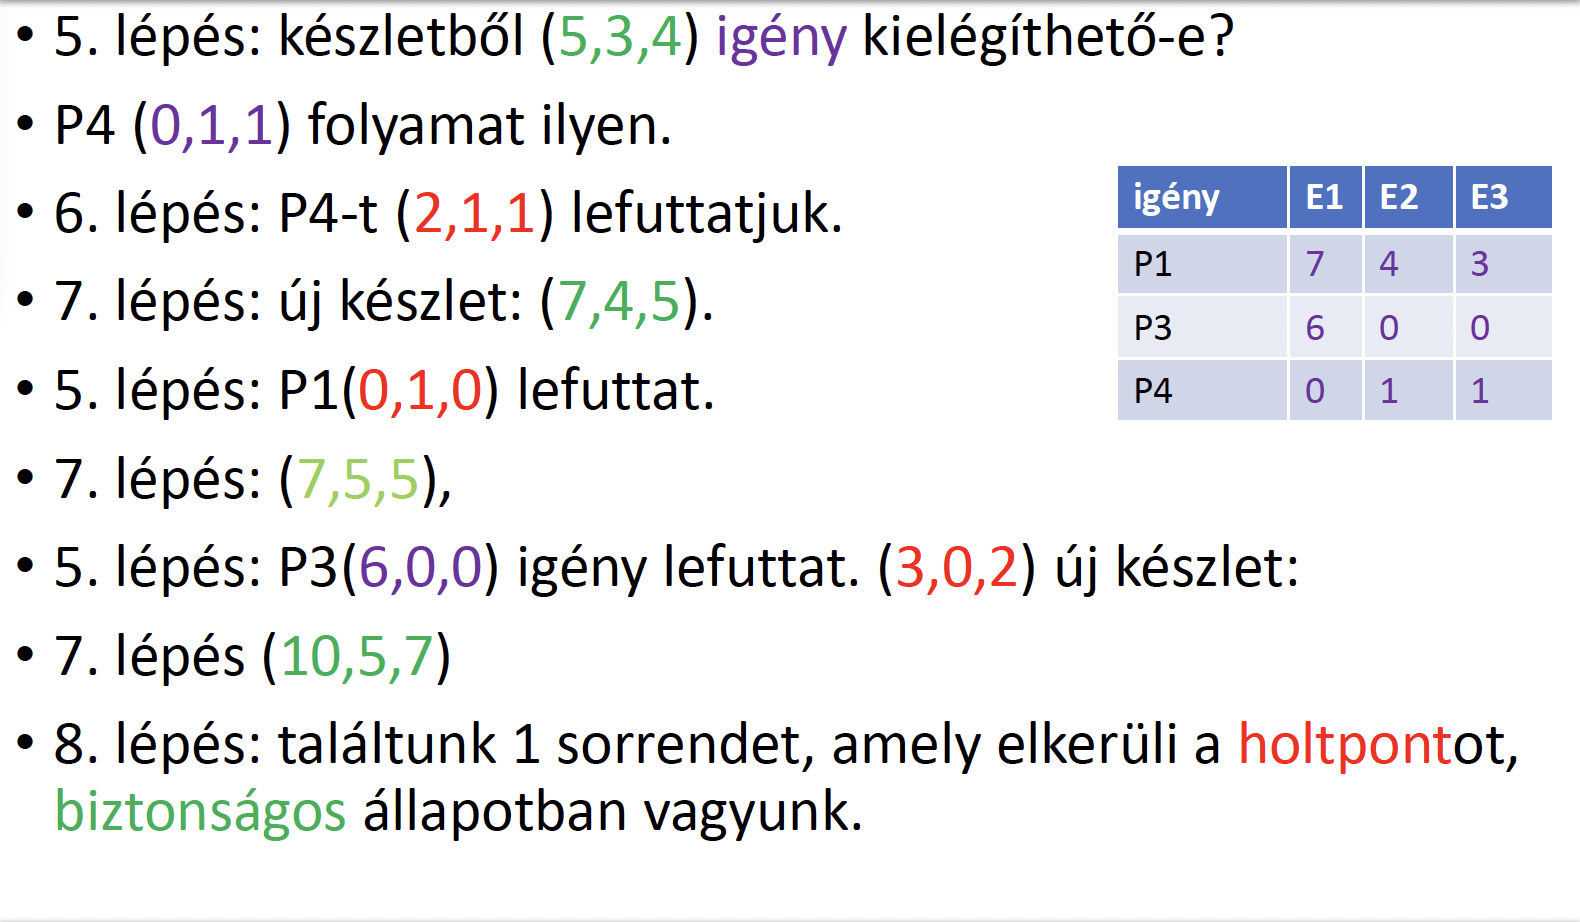 • 5. lépés: készletből (5,3,4) igény kielégíthető-e?
• P4 (0,1,1) folyamat ilyen.
• 6. lépés: P4-t (2,1,1) lefuttatjuk.
• 7. lépés: új készlet: (7,4,5).
• 5. lépés: P1(0,1,0) lefuttat.
• 7. lépés: (7,5,5),
• 5. lépés: P3(6,0,0) igény lefuttat. (3,0,2) új készlet:
• 7. lépés (10,5,7)
• 8. lépés: találtunk 1 sorrendet, amely elkerüli a holtpontot,
biztonságos állapotban vagyunk.
igény E1 E2 E3
P1 7 4 3
P3 6 0 0
P4 0 1 1